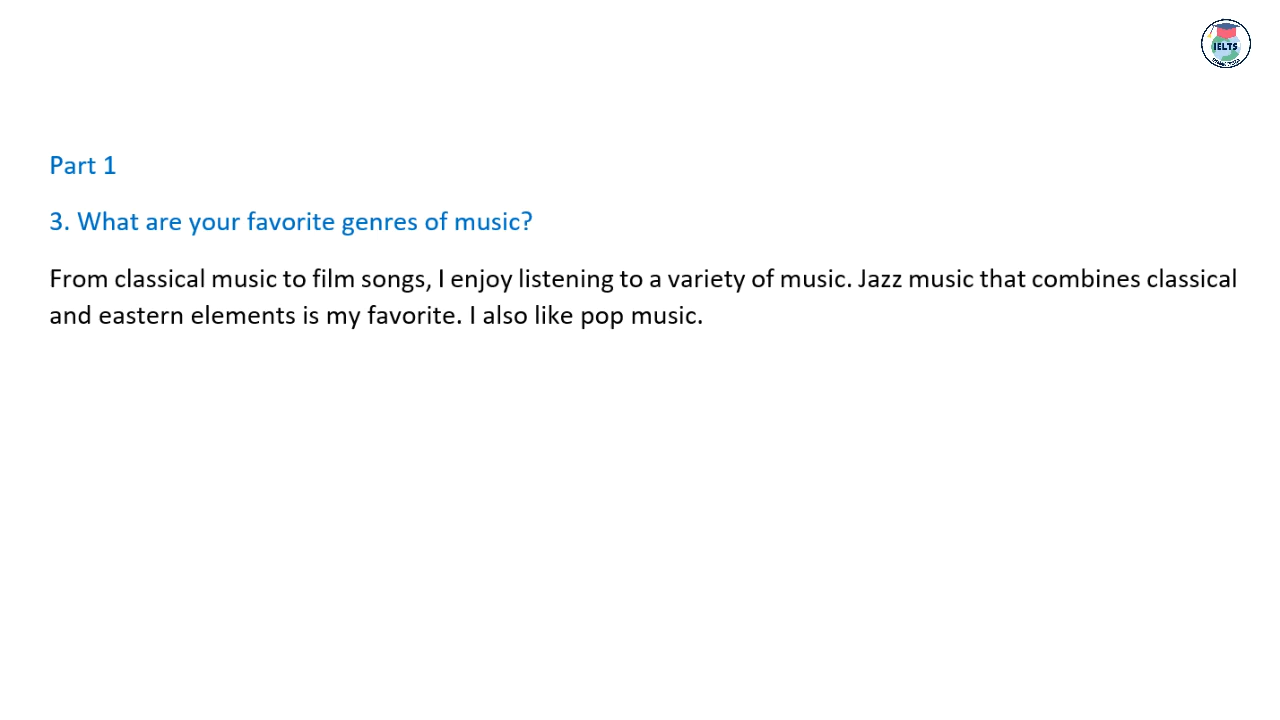 IELTS
Part 1
3. What are your favorite genres of music?
From classical music to film songs, I enjoy listening to a variety of music. Jazz music that combines classical
and eastern elements is my favorite. I also like pop music.